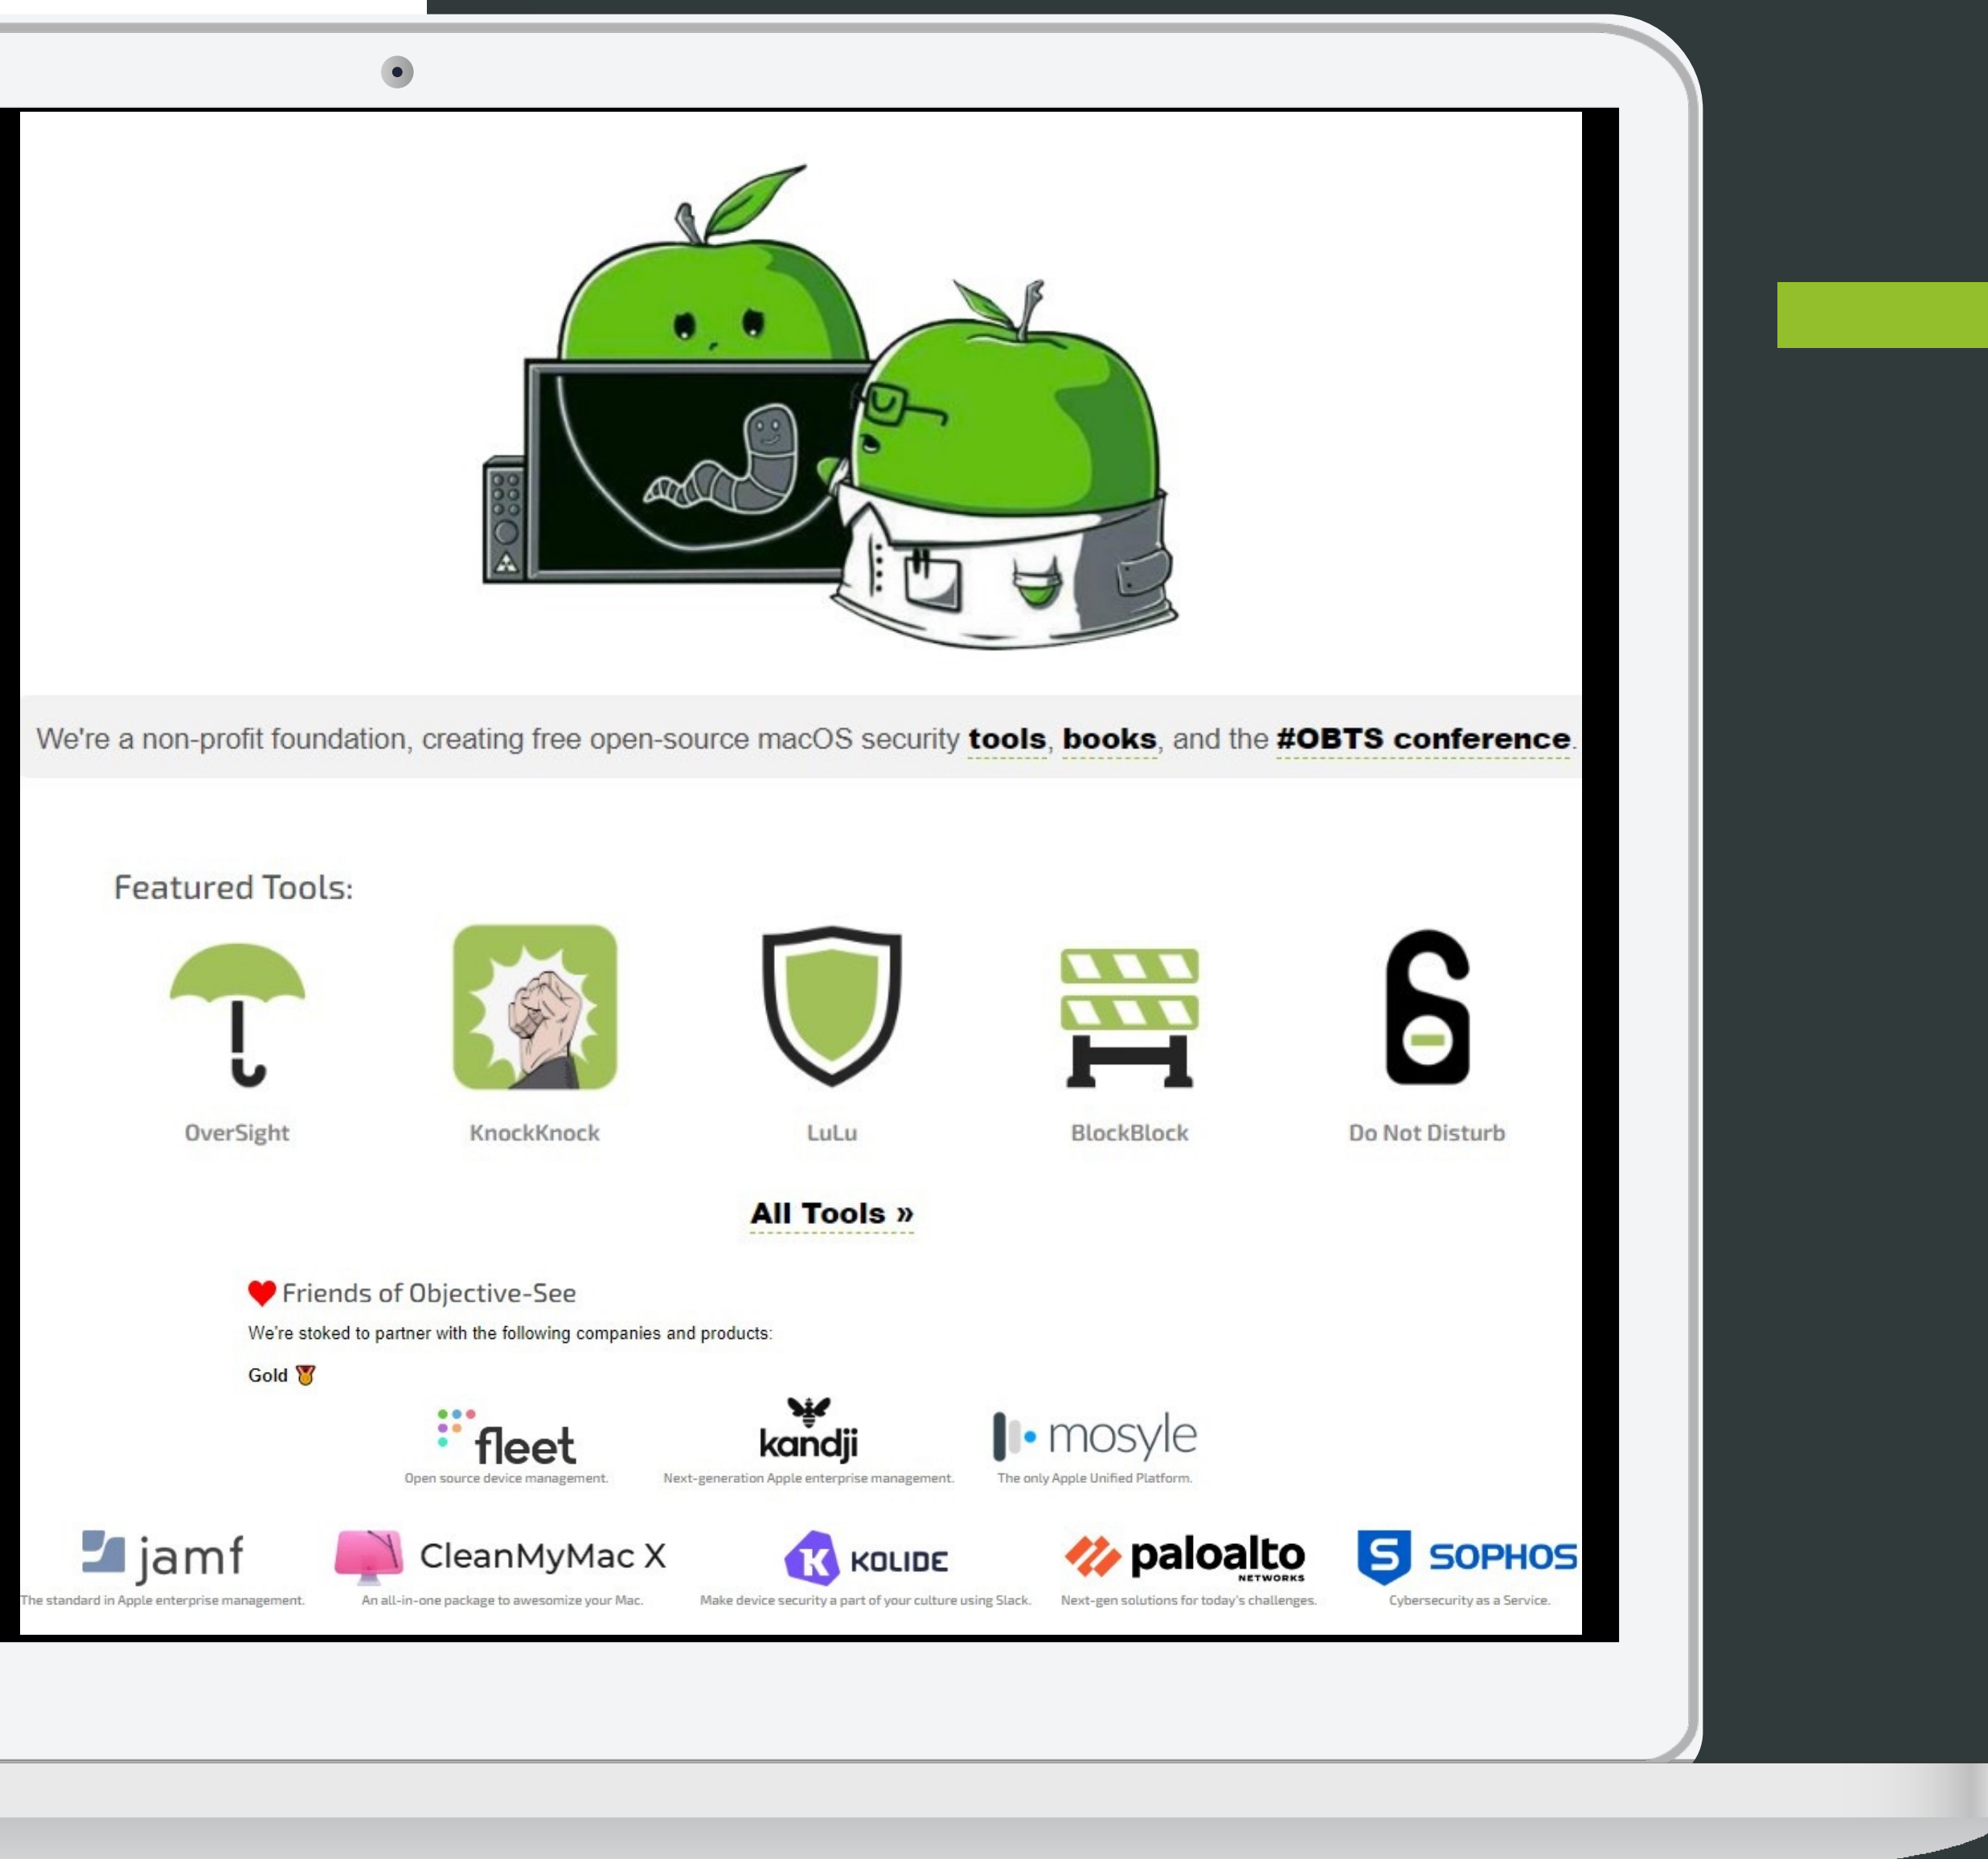 We're a non-profit foundation, creating free open-source macOS security tools, books, and the #OBTS conference.
Featured Tools:
OverSight
KnockKnock
LuLu
BlockBlock
Do Not Disturb
All Tools »
Friends of Objective-See
We're stoked to partner with the following companies and products:
Gold
fleet
Open source device management.
kandji
Next-generation Apple enterprise management.
mosyle
The only Apple Unified Platform.
jamf
The standard in Apple enterprise management.
CleanMyMac X
An all-in-one package to awesomize your Mac.
K KOLIDE
Make device security a part of your culture using Slack.
paloalto
NETWORKS
Next-gen solutions for today's challenges.
S SOPHOS
Cybersecurity as a Service.